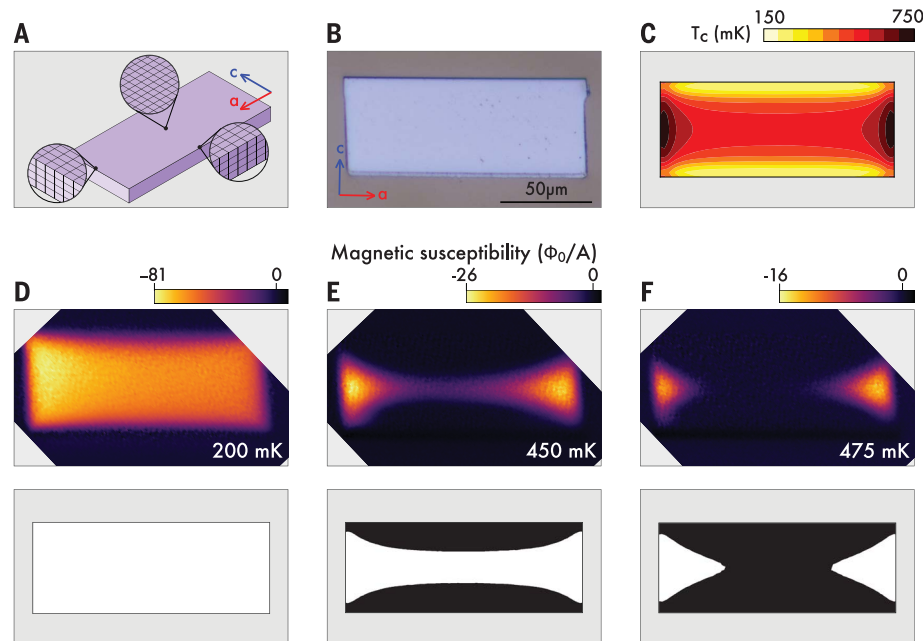 A
c
a
B
c
a
50μm
C
T_c (mK)
150
750
Magnetic susceptibility (Φ₀/A)
D
−81
0
200 mK
E
-26
0
450 mK
F
-16
0
475 mK